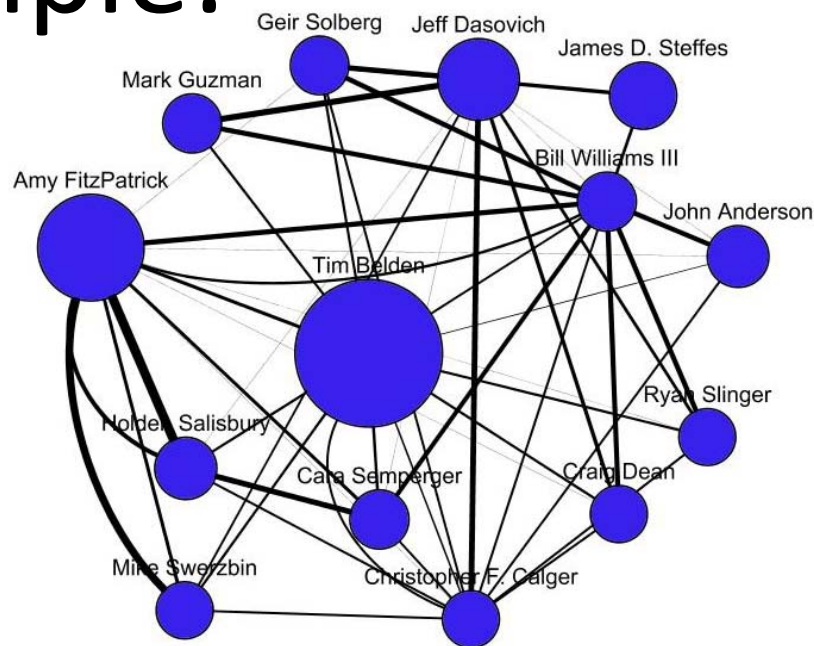 Geir Solberg
Jeff Dasovich
James D. Steffes
Mark Guzman
Bill Williams III
Amy FitzPatrick
John Anderson
Tim Belden
Ryan Slinger
Holden Salisbury
Cara Semperger
Craig Dean
Mike Swerzbin
Christopher F. Calger